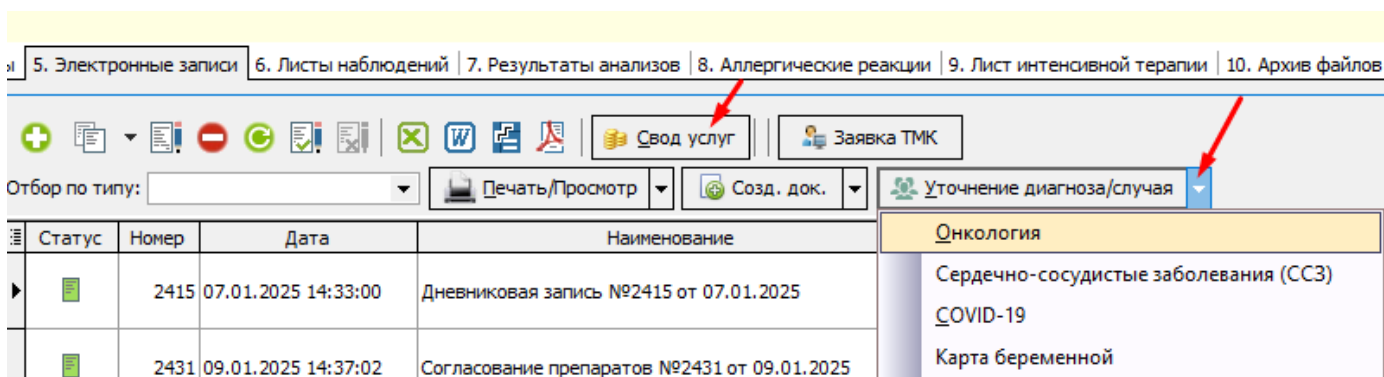 ы 5. Электронные записи 6. Листы наблюдений 7. Результаты анализов 8. Аллергические реакции 9. Лист интенсивной терапии 10. Архив файлов
Свод услуг Заявка ТМК
Отбор по типу: Печать/Просмотр Созд. док. Уточнение диагноза/случая
Статус Номер Дата Наименование
Онкология
Сердечно-сосудистые заболевания (ССЗ)
2415 07.01.2025 14:33:00 Дневниковая запись №2415 от 07.01.2025
COVID-19
Карта беременной
2431 09.01.2025 14:37:02 Согласование препаратов №2431 от 09.01.2025